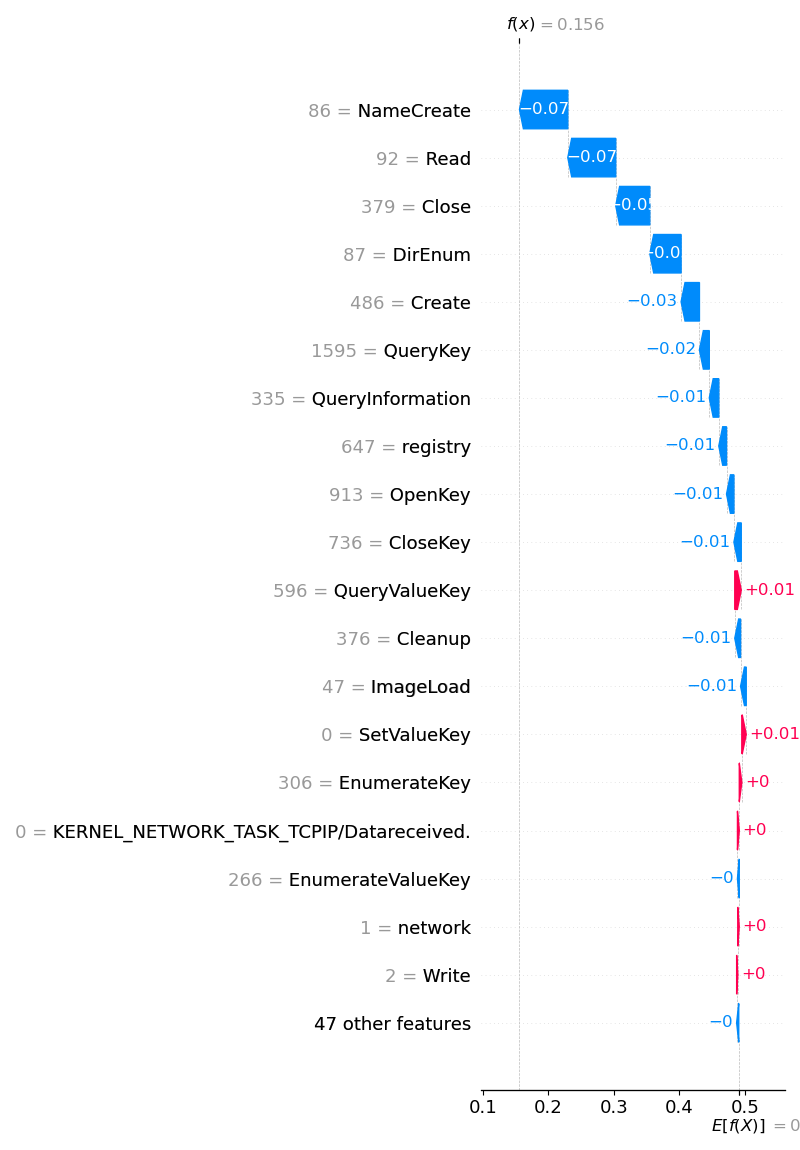 f(x) = 0.156
86 = NameCreate −0.07
92 = Read −0.07
379 = Close −0.05
87 = DirEnum −0.0
486 = Create −0.03
1595 = QueryKey −0.02
335 = QueryInformation −0.01
647 = registry −0.01
913 = OpenKey −0.01
736 = CloseKey −0.01
596 = QueryValueKey +0.01
376 = Cleanup −0.01
47 = ImageLoad −0.01
0 = SetValueKey +0.01
306 = EnumerateKey +0
0 = KERNEL_NETWORK_TASK_TCPIP/Datareceived. +0
266 = EnumerateValueKey −0
1 = network +0
2 = Write +0
47 other features −0
0.1 0.2 0.3 0.4 0.5
E[f(X)] = 0